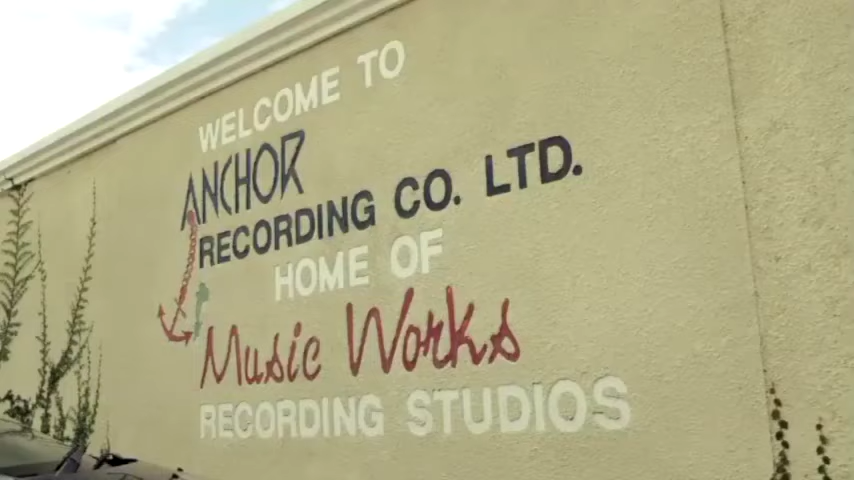 WELCOME TO
ANCHOR
RECORDING CO. LTD.
HOME OF
Music Works
RECORDING STUDIOS